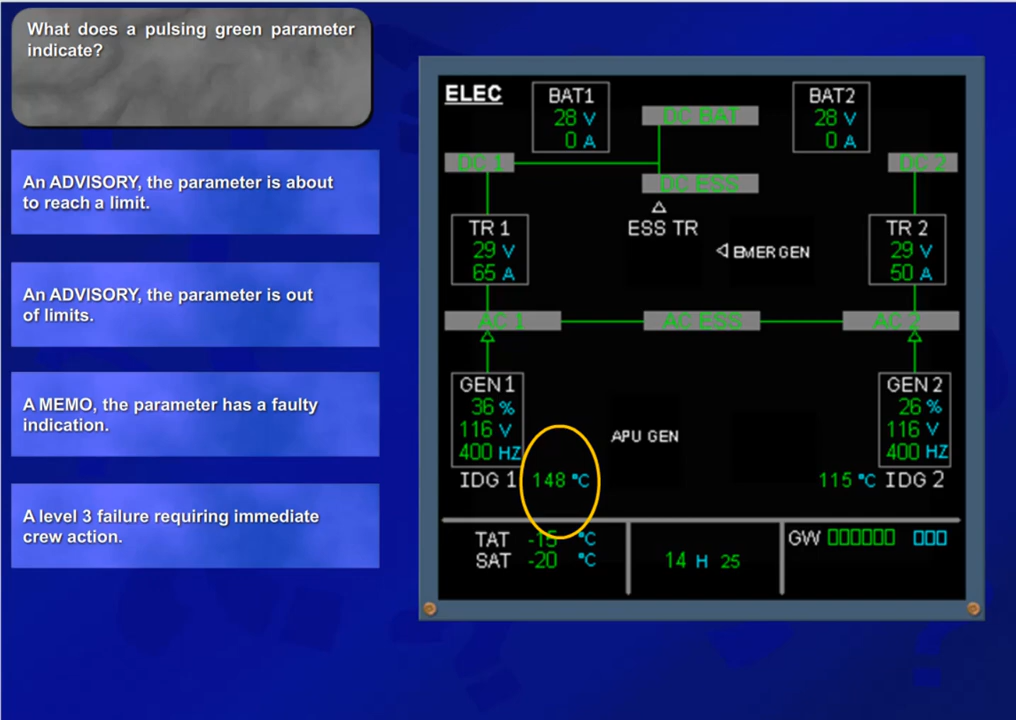 What does a pulsing green parameter
indicate?
An ADVISORY, the parameter is about
to reach a limit.
An ADVISORY, the parameter is out
of limits.
A MEMO, the parameter has a faulty
indication.
A level 3 failure requiring immediate
crew action.
ELEC
BAT1
28 V
0 A
DC BAT
BAT2
28 V
0 A
DC 1
DC 2
DC ESS
TR 1
29 V
65 A
ESS TR
EMER GEN
TR 2
29 V
50 A
AC 1
AC ESS
AC 2
GEN 1
36 %
116 V
400 HZ
APU GEN
GEN 2
26 %
116 V
400 HZ
IDG 1 148 °C
115 °C IDG 2
TAT -15 °C
SAT -20 °C
14 H 25
GW